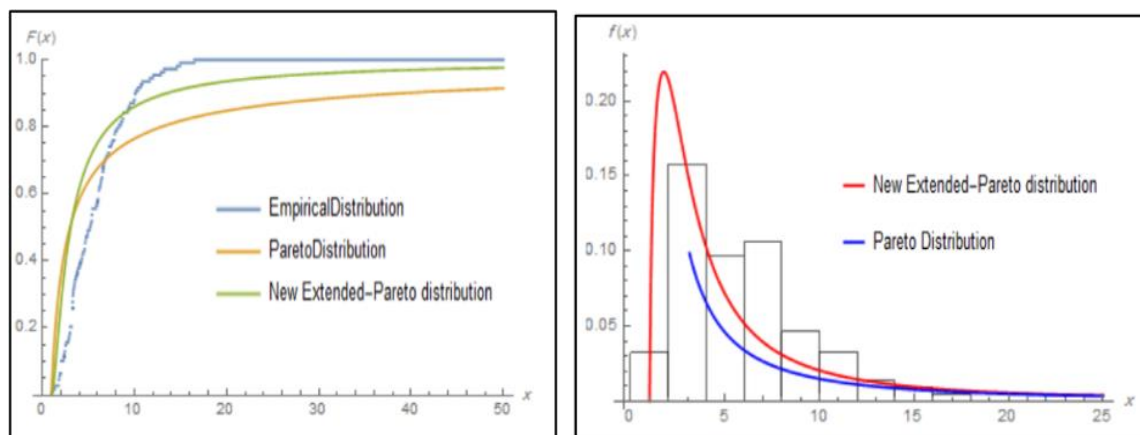 F(x)
1.0
0.8
0.6
0.4
0.2
0
10
20
30
40
50
x
EmpiricalDistribution
ParetoDistribution
New Extended-Pareto distribution
f(x)
0.20
0.15
0.10
0.05
0
5
10
15
20
25
x
New Extended-Pareto distribution
Pareto Distribution